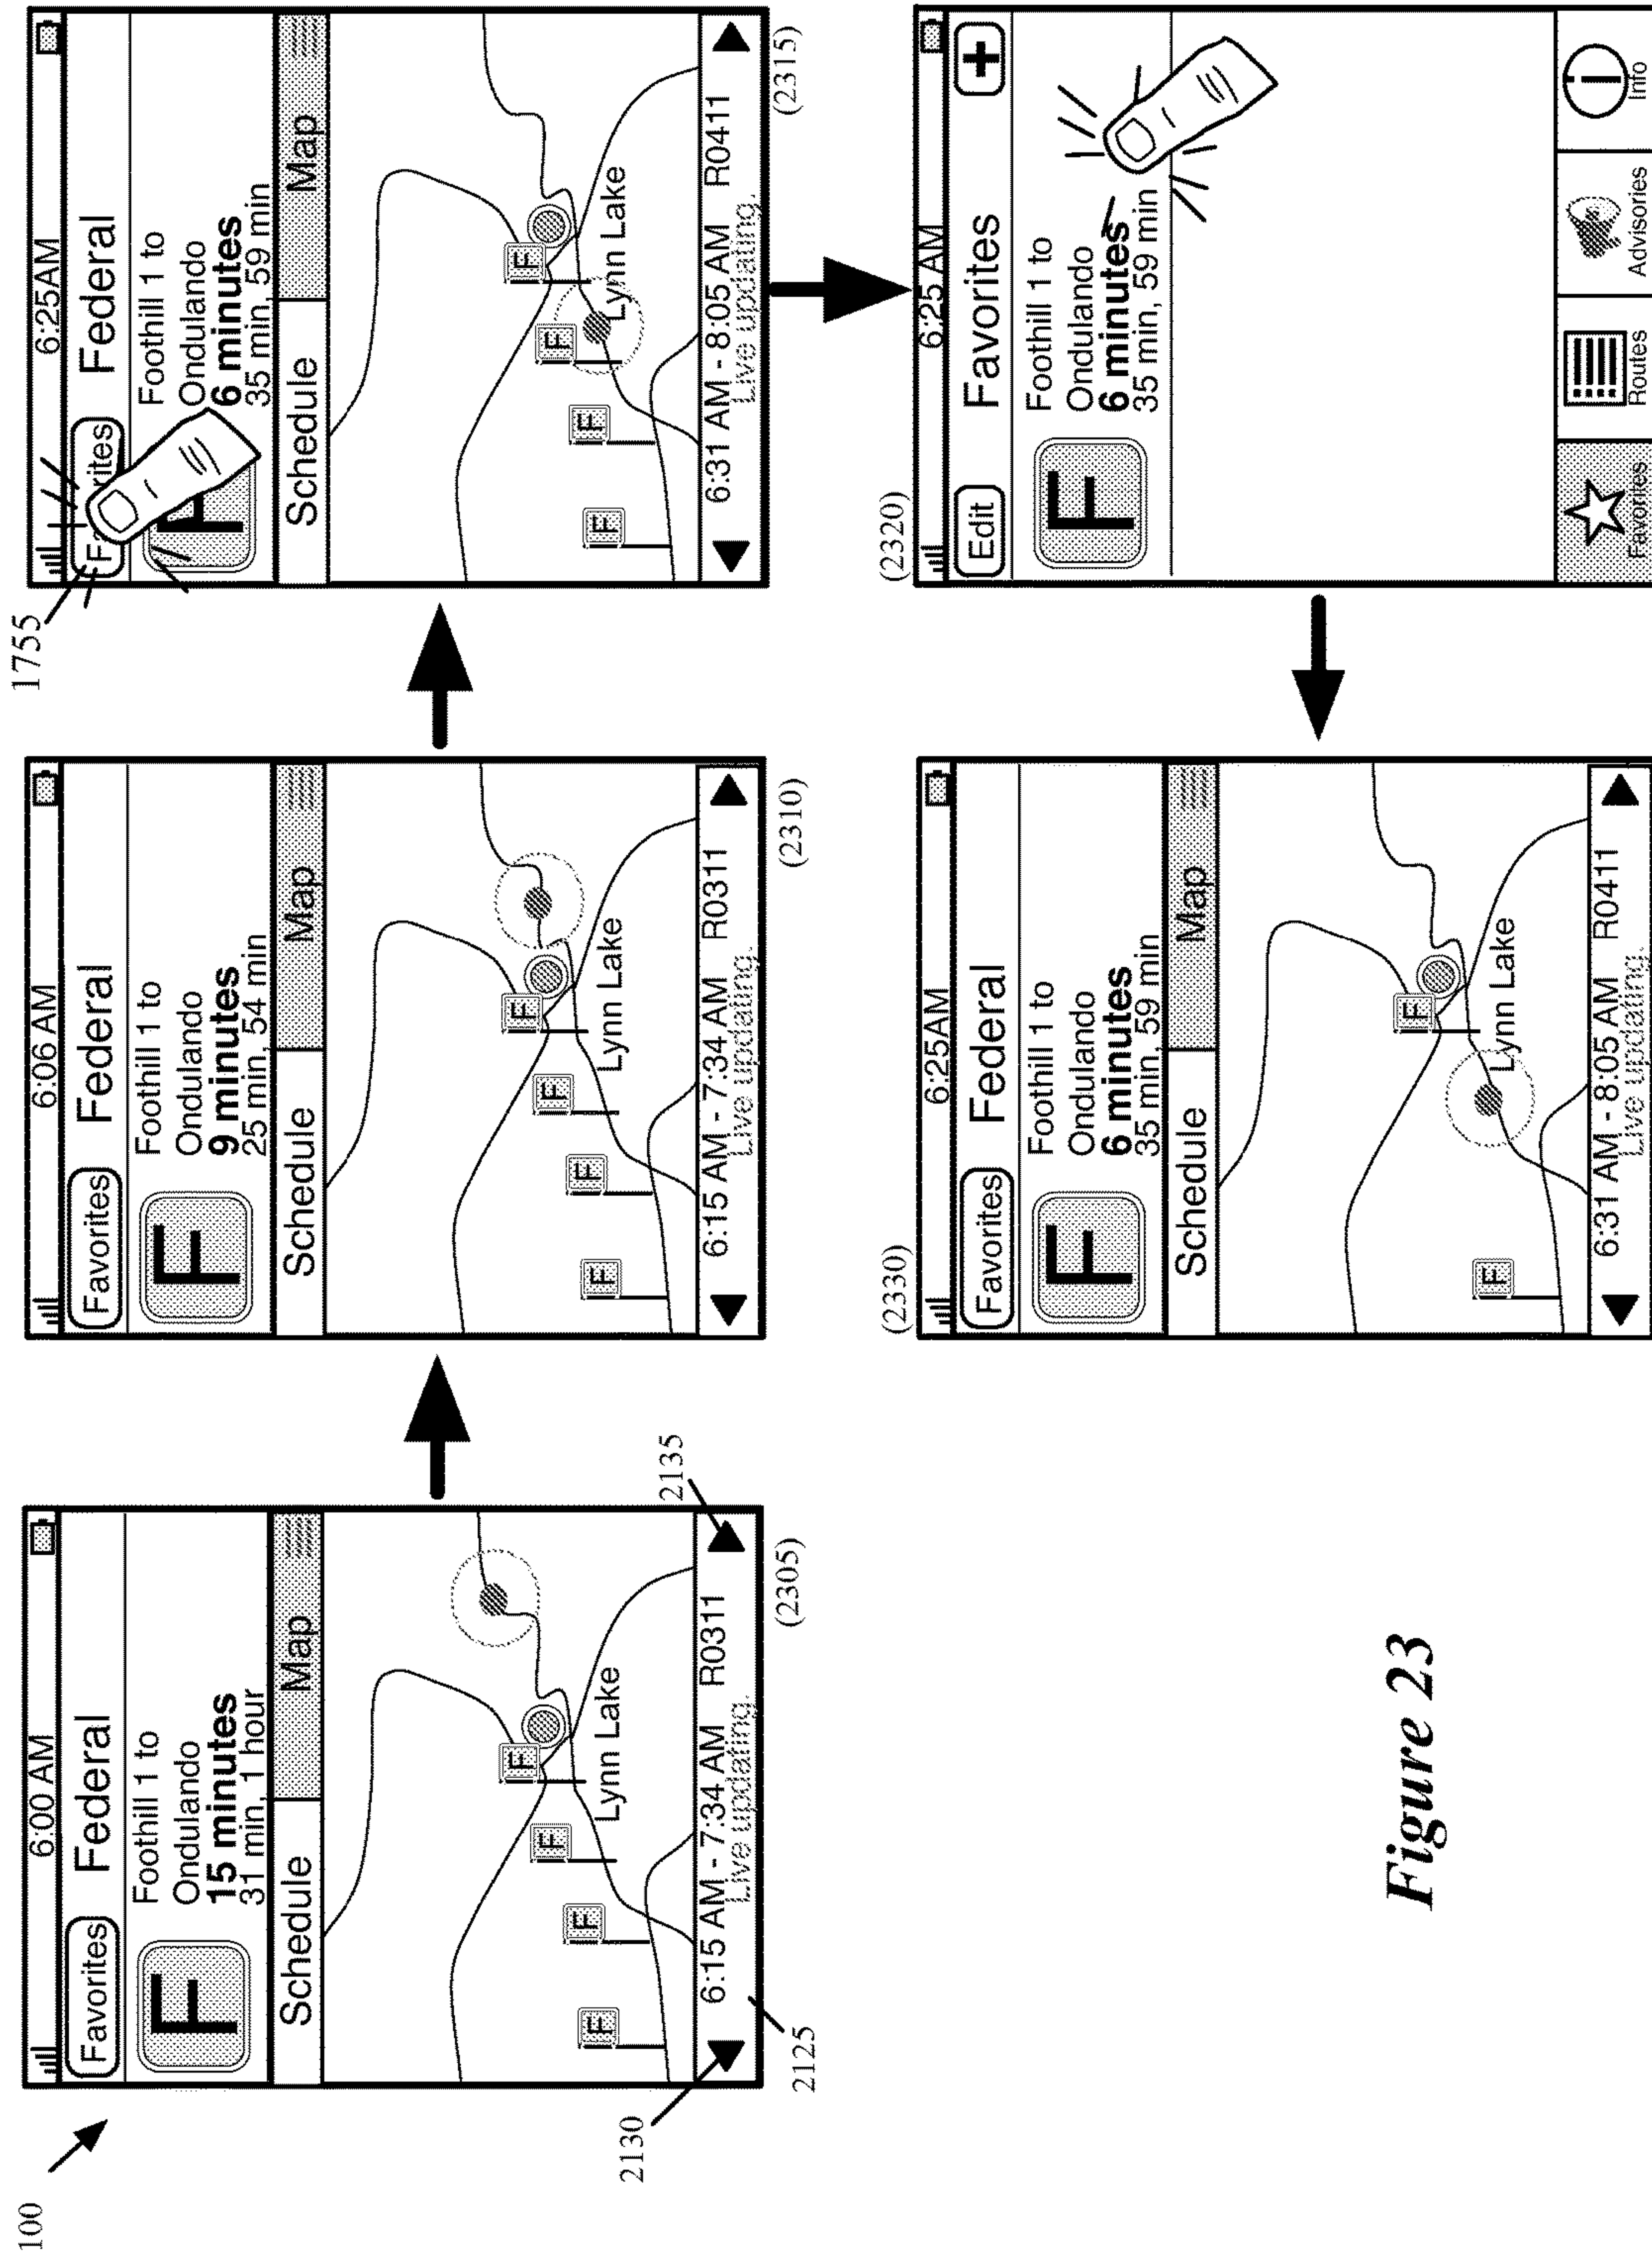 100
6:00 AM
Favorites Federal
F
Foothill 1 to
Ondulando
15 minutes
31 min, 1 hour
Schedule Map
F
F
F
F
Lynn Lake
6:15 AM - 7:34 AM R0311
Live updating.
2130
2125
2135
(2305)
6:06 AM
Favorites Federal
F
Foothill 1 to
Ondulando
9 minutes
25 min, 54 min
Schedule Map
F
F
F
F
Lynn Lake
6:15 AM - 7:34 AM R0311
Live updating.
(2310)
1755
6:25AM
Federal
Foothill 1 to
Ondulando
6 minutes
35 min, 59 min
Schedule Map
F
F
F
F
Lynn Lake
6:31 AM - 8:05 AM R0411
Live updating.
(2315)
(2330)
6:25AM
Favorites Federal
F
Foothill 1 to
Ondulando
6 minutes
35 min, 59 min
Schedule Map
F
F
Lynn Lake
6:31 AM - 8:05 AM R0411
Live updating.
(2320)
6:25 AM
Edit Favorites +
F
Foothill 1 to
Ondulando
6 minutes
35 min, 59 min
Favorites Routes Advisories Info
Figure 23